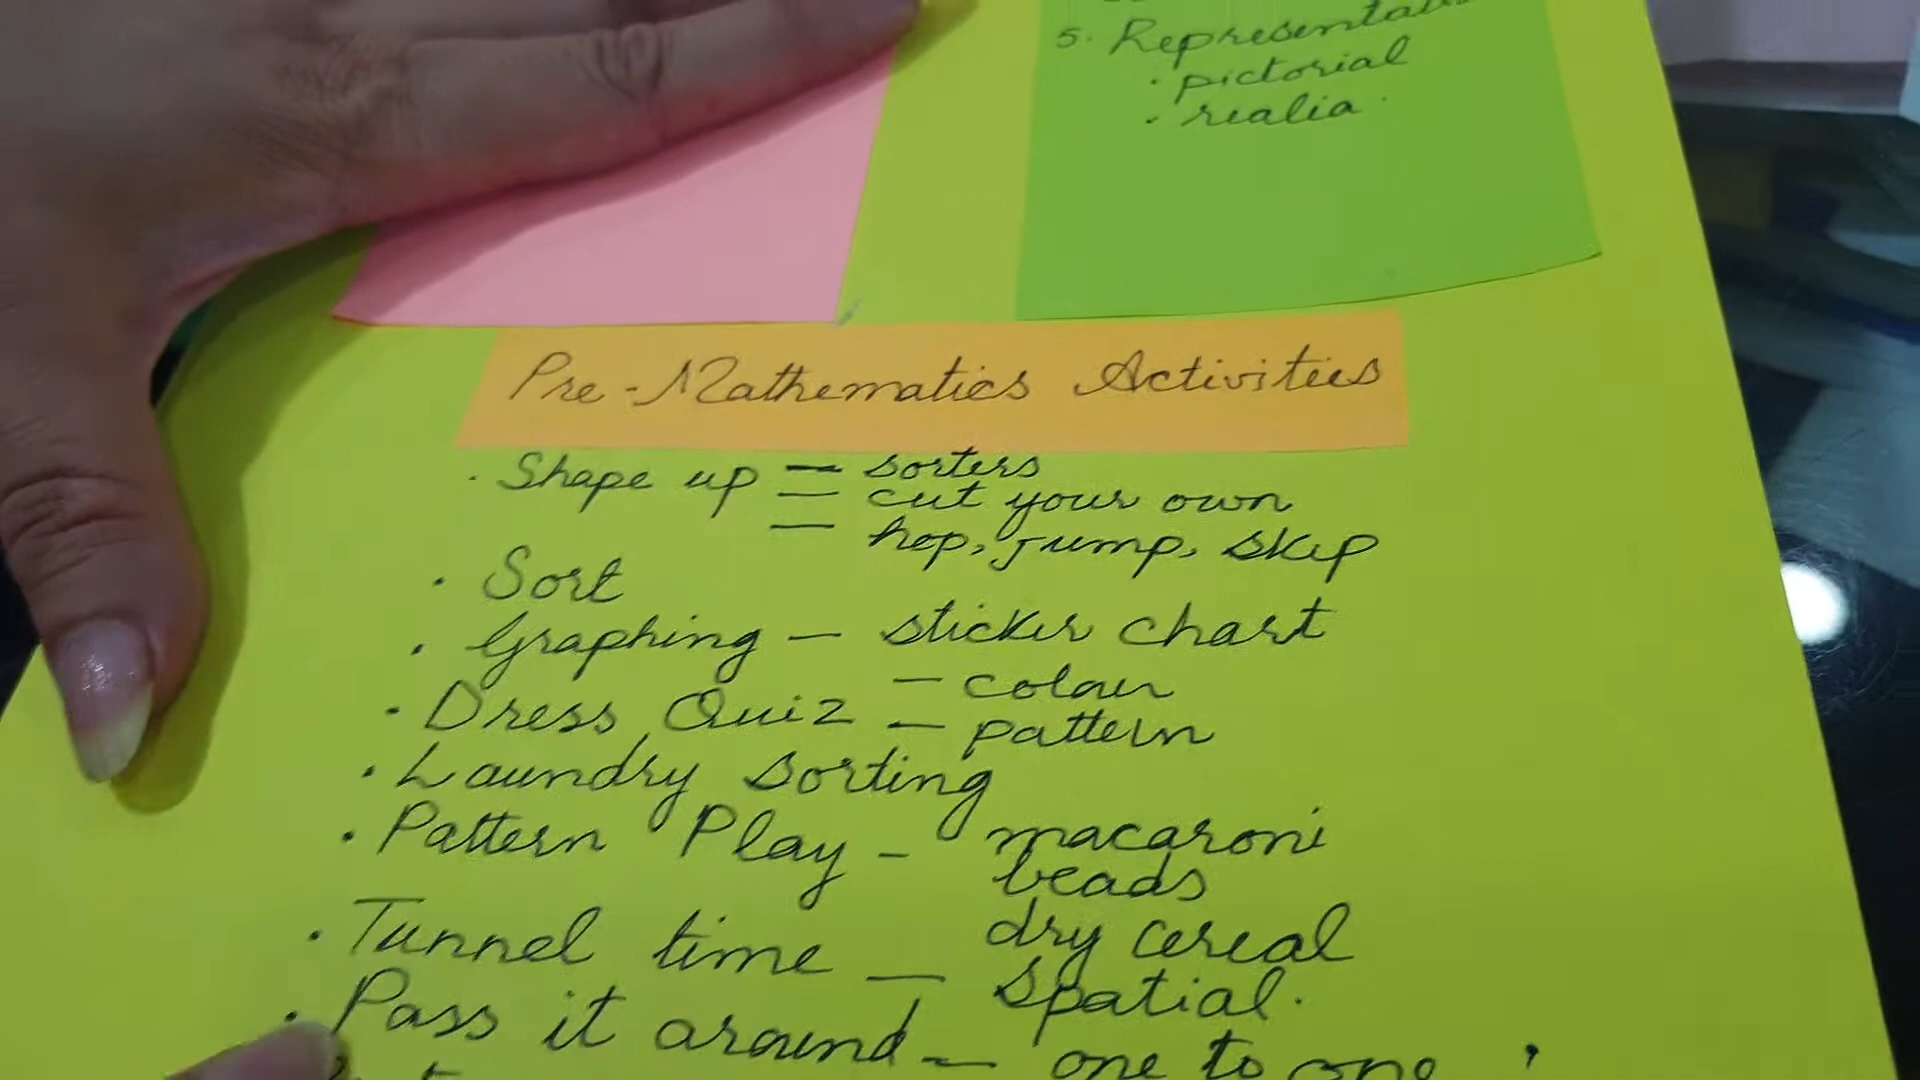 5. Representati
· pictorial
· realia
Pre-Mathematics Activities
· Shape up — sorters
— cut your own
— hop, jump, skip
· Sort
· Graphing — sticker chart
· Dress Quiz — colour
— pattern
· Laundry sorting
· Pattern Play — macaroni
beads
dry cereal
· Tunnel time — Spatial.
· Pass it around — one to one